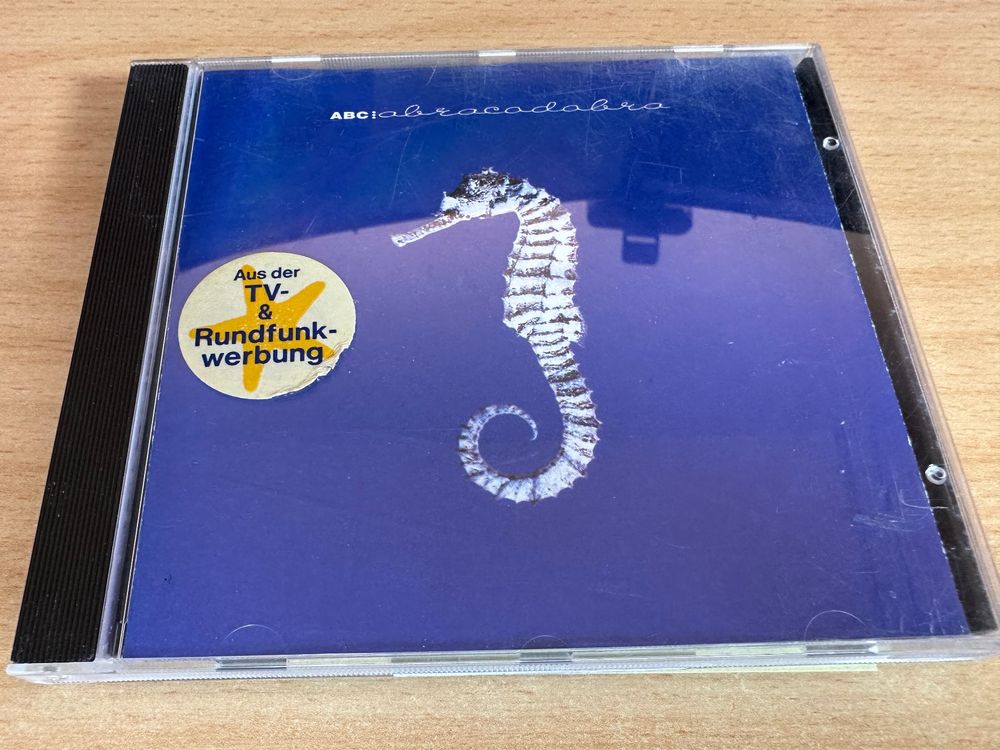 ABC: abracadabra
Aus der
TV-
&
Rundfunk-
werbung